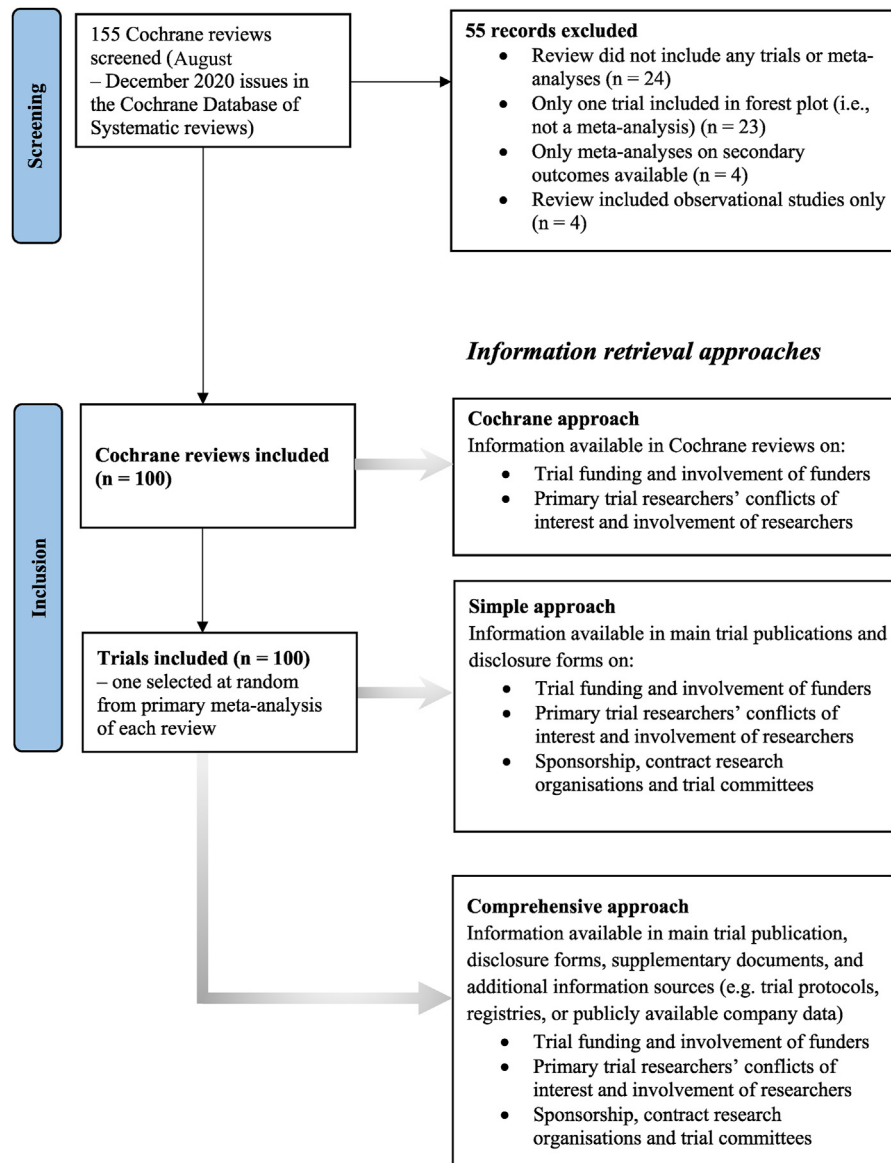 Screening
155 Cochrane reviews
screened (August
– December 2020 issues in
the Cochrane Database of
Systematic reviews)
55 records excluded
• Review did not include any trials or meta-
analyses (n = 24)
• Only one trial included in forest plot (i.e.,
not a meta-analysis) (n = 23)
• Only meta-analyses on secondary
outcomes available (n = 4)
• Review included observational studies only
(n = 4)
Information retrieval approaches
Inclusion
Cochrane reviews included
(n = 100)
Cochrane approach
Information available in Cochrane reviews on:
• Trial funding and involvement of funders
• Primary trial researchers’ conflicts of
interest and involvement of researchers
Trials included (n = 100)
– one selected at random
from primary meta-analysis
of each review
Simple approach
Information available in main trial publications and
disclosure forms on:
• Trial funding and involvement of funders
• Primary trial researchers’ conflicts of
interest and involvement of researchers
• Sponsorship, contract research
organisations and trial committees
Comprehensive approach
Information available in main trial publication,
disclosure forms, supplementary documents, and
additional information sources (e.g. trial protocols,
registries, or publicly available company data)
• Trial funding and involvement of funders
• Primary trial researchers’ conflicts of
interest and involvement of researchers
• Sponsorship, contract research
organisations and trial committees